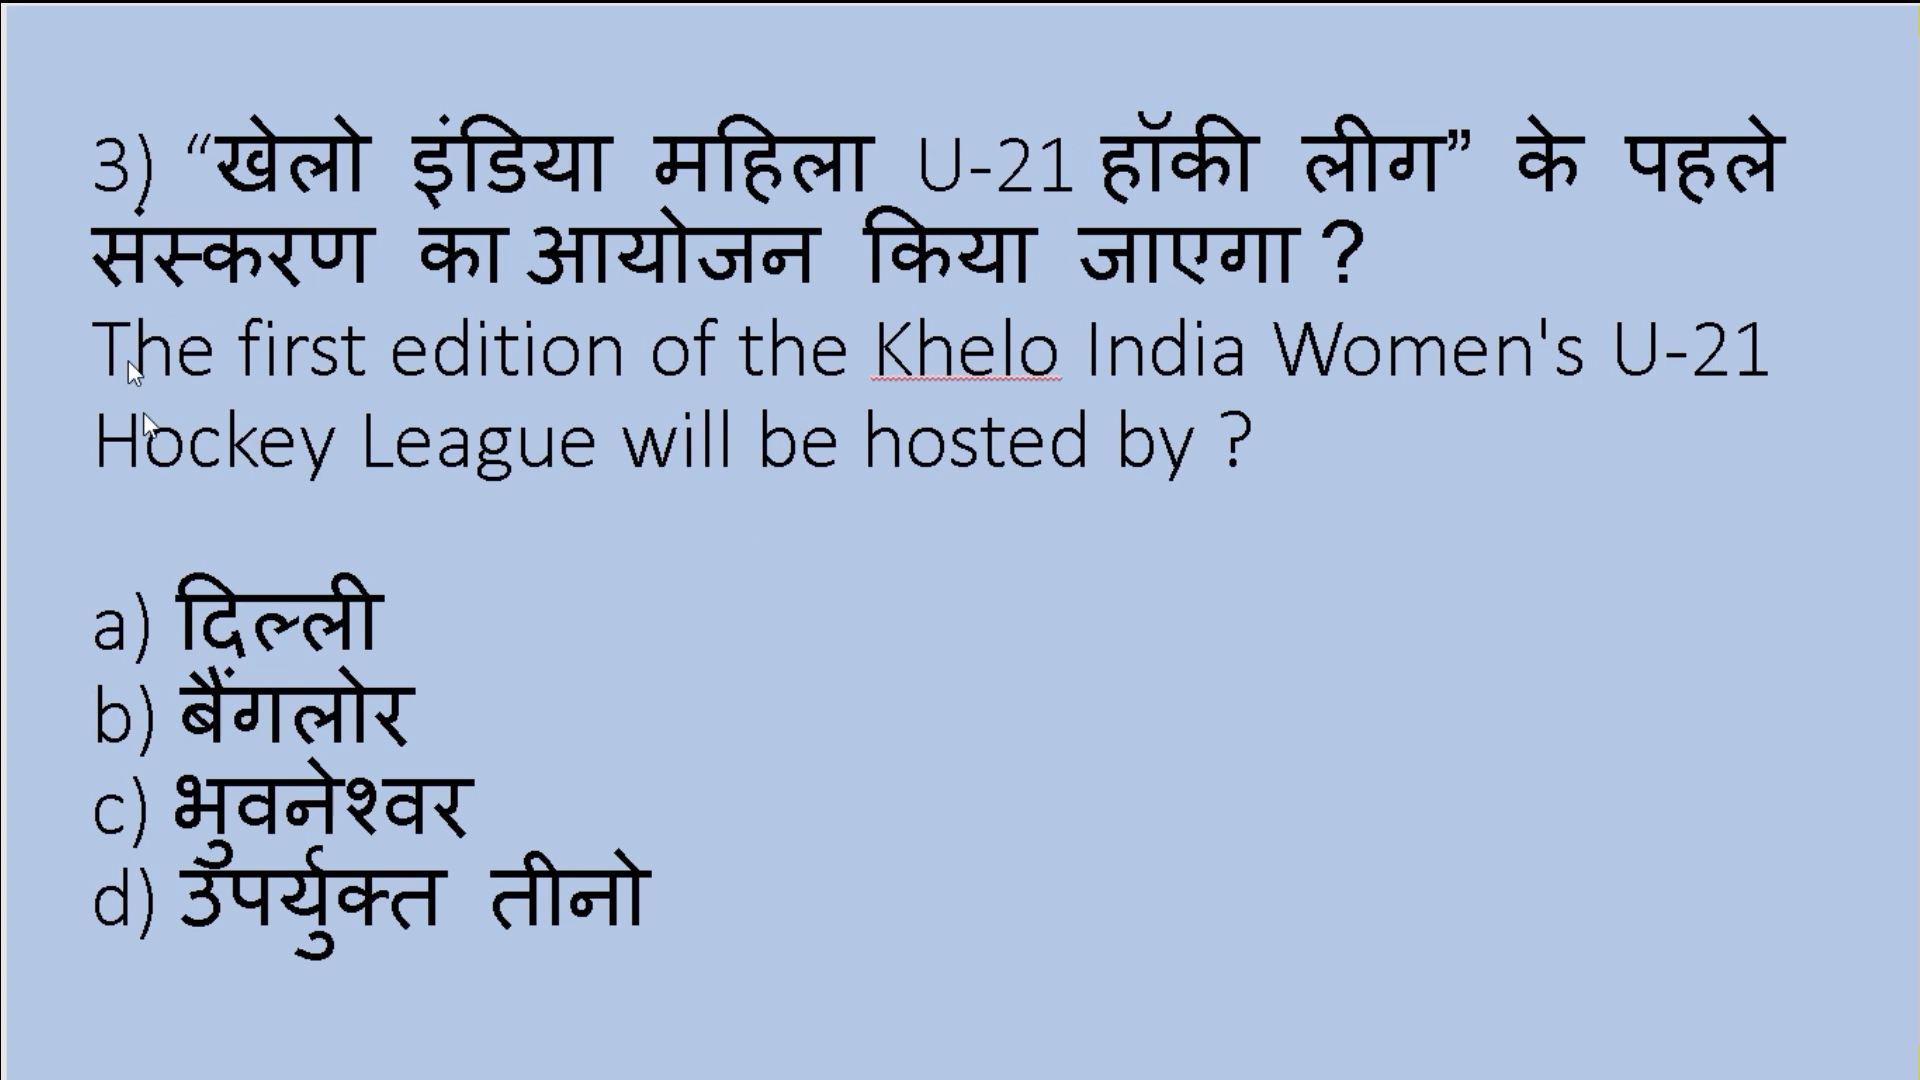 3) “खेलो इंडिया महिला U-21 हॉकी लीग” के पहले
संस्करण का आयोजन किया जाएगा ?
The first edition of the Khelo India Women's U-21
Hockey League will be hosted by ?
a) दिल्ली
b) बैंगलोर
c) भुवनेश्वर
d) उपर्युक्त तीनो